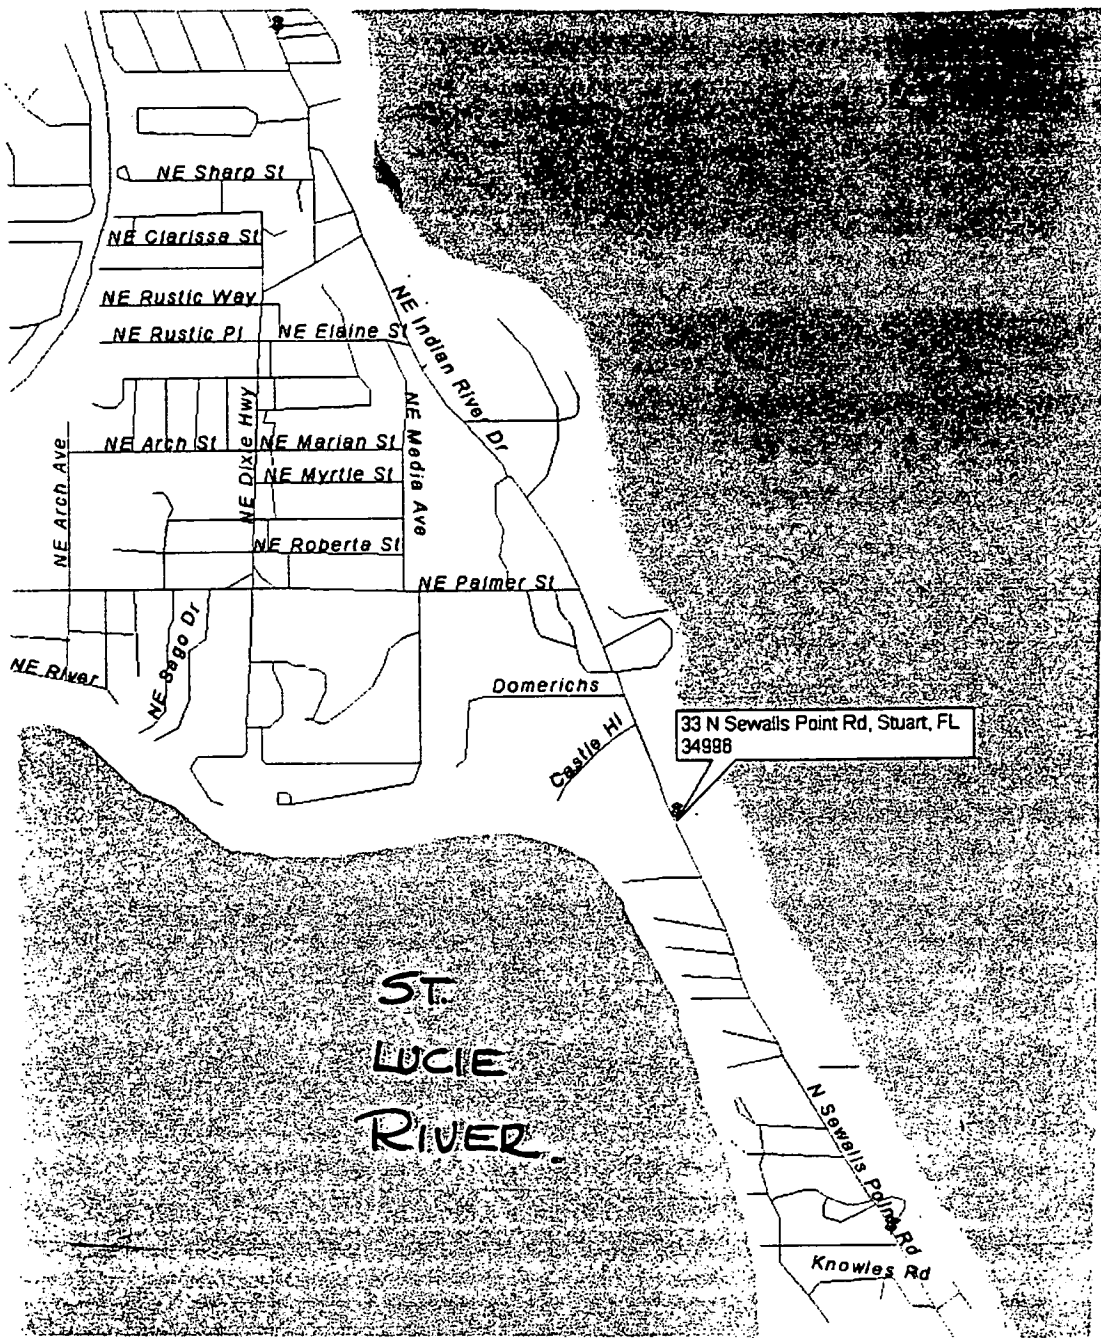 NE Sharp St
NE Clarissa St
NE Rustic Way
NE Indian River Dr
NE Rustic Pl
NE Elaine St
NE Dixie Hwy
NE Media Ave
NE Arch Ave
NE Arch St
NE Marian St
NE Myrtle St
NE Roberta St
NE Palmer St
NE Sago Dr
NE River
Domerichs
Castle Hl
33 N Sewalls Point Rd, Stuart, FL
34996
ST.
LUCIE
RIVER.
N Sewalls Point Rd
Knowles Rd